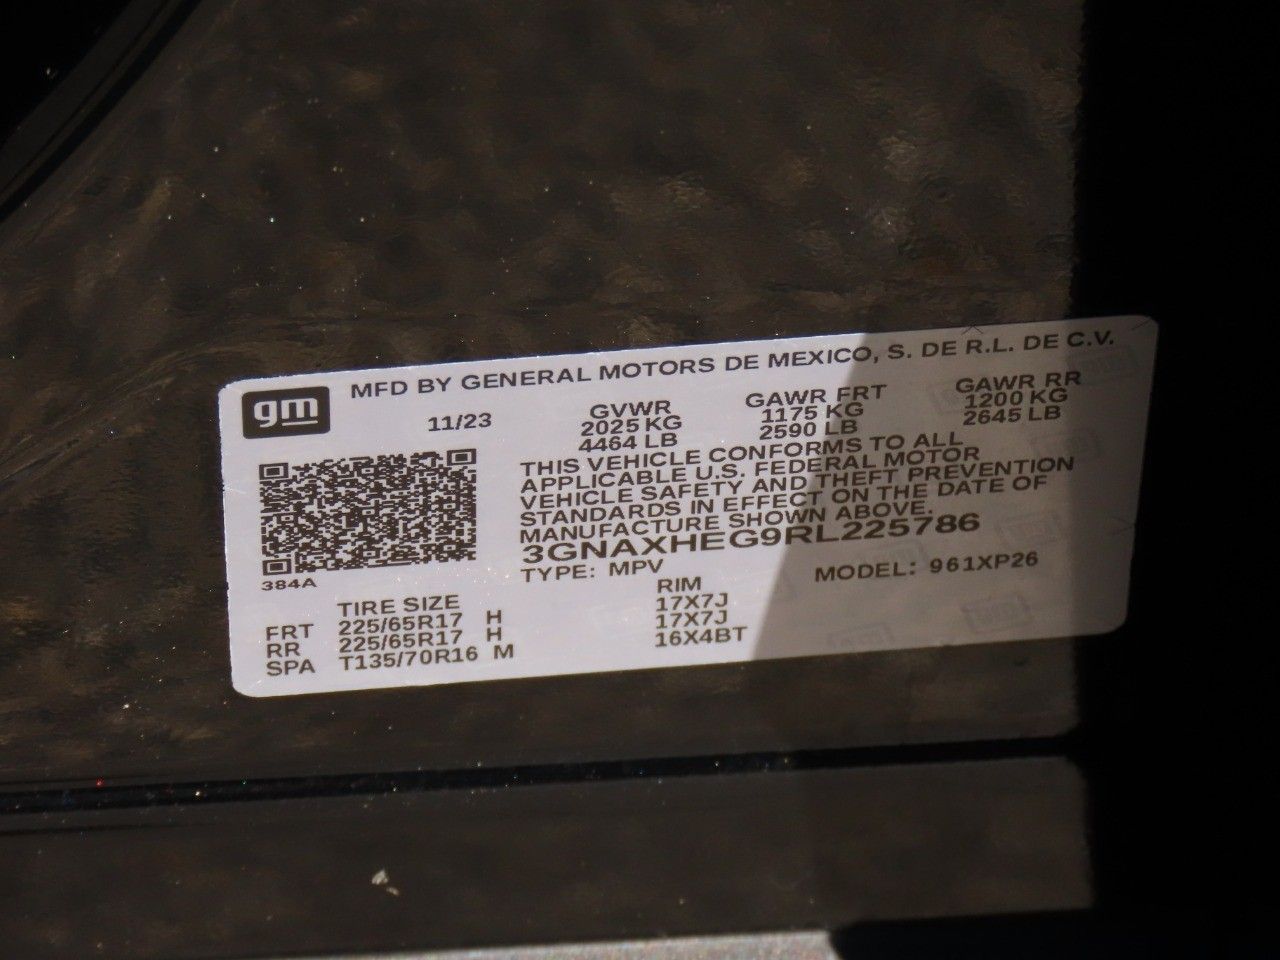 gm
MFD BY GENERAL MOTORS DE MEXICO, S. DE R.L. DE C.V.
11/23
GVWR
2025 KG
4464 LB
GAWR FRT
1175 KG
2590 LB
GAWR RR
1200 KG
2645 LB
THIS VEHICLE CONFORMS TO ALL
APPLICABLE U.S. FEDERAL MOTOR
VEHICLE SAFETY AND THEFT PREVENTION
STANDARDS IN EFFECT ON THE DATE OF
MANUFACTURE SHOWN ABOVE.
3GNAXHEG9RL225786
TYPE: MPV
MODEL: 961XP26
384A
TIRE SIZE
RIM
FRT 225/65R17 H 17X7J
RR 225/65R17 H 17X7J
SPA T135/70R16 M 16X4BT